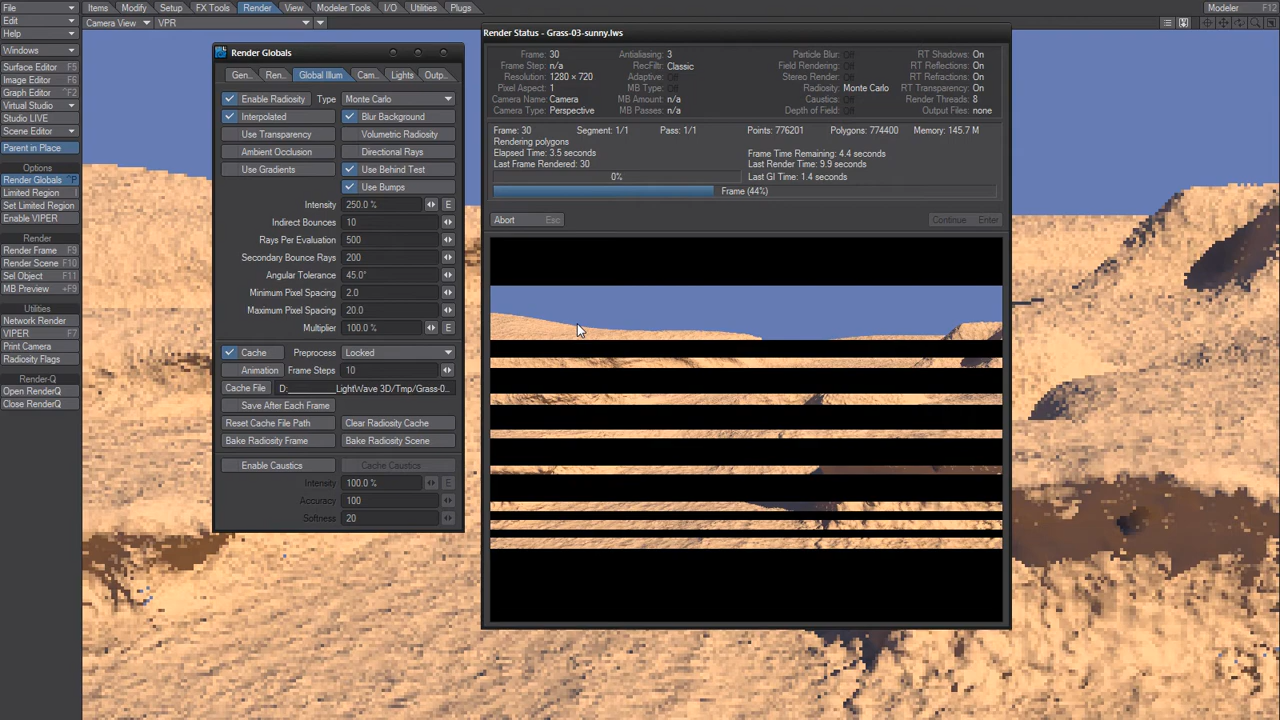 File
Edit
Help
Items Modify Setup FX Tools Render View Modeler Tools I/O Utilities Plugs
Modeler F12
Camera View VPR
Windows
Surface Editor F5
Image Editor F6
Graph Editor ^F2
Virtual Studio
Studio LIVE
Scene Editor
Parent in Place
Options
Render Globals P
Limited Region l
Set Limited Region
Enable VIPER
Render
Render Frame F9
Render Scene F10
Sel Object F11
MB Preview +F9
Utilities
Network Render
VIPER F7
Print Camera
Radiosity Flags
Render-Q
Open RenderQ
Close RenderQ
Render Globals
Gen.. Ren.. Global Illum Cam.. Lights Outp..
Enable Radiosity Type Monte Carlo
Interpolated Blur Background
Use Transparency Volumetric Radiosity
Ambient Occlusion Directional Rays
Use Gradients Use Behind Test
Use Bumps
Intensity 250.0 % E
Indirect Bounces 10
Rays Per Evaluation 500
Secondary Bounce Rays 200
Angular Tolerance 45.0°
Minimum Pixel Spacing 2.0
Maximum Pixel Spacing 20.0
Multiplier 100.0 % E
Cache Preprocess Locked
Animation Frame Steps 10
Cache File D:_______LightWave 3D/Tmp/Grass-0...
Save After Each Frame
Reset Cache File Path Clear Radiosity Cache
Bake Radiosity Frame Bake Radiosity Scene
Enable Caustics Cache Caustics
Intensity 100.0 % E
Accuracy 100
Softness 20
Render Status - Grass-03-sunny.lws
Frame: 30 Antialiasing: 3 Particle Blur: Off RT Shadows: On
Frame Step: n/a RecFiltr: Classic Field Rendering: Off RT Reflections: On
Resolution: 1280 × 720 Adaptive: Off Stereo Render: Off RT Refractions: On
Pixel Aspect: 1 MB Type: Off Radiosity: Monte Carlo RT Transparency: On
Camera Name: Camera MB Amount: n/a Caustics: Off Render Threads: 8
Camera Type: Perspective MB Passes: n/a Depth of Field: Off Output Files: none
Frame: 30 Segment: 1/1 Pass: 1/1 Points: 776201 Polygons: 774400 Memory: 145.7 M
Rendering polygons
Elapsed Time: 3.5 seconds Frame Time Remaining: 4.4 seconds
Last Frame Rendered: 30 Last Render Time: 9.9 seconds
0% Last GI Time: 1.4 seconds
Frame (44%)
Abort Esc Continue Enter